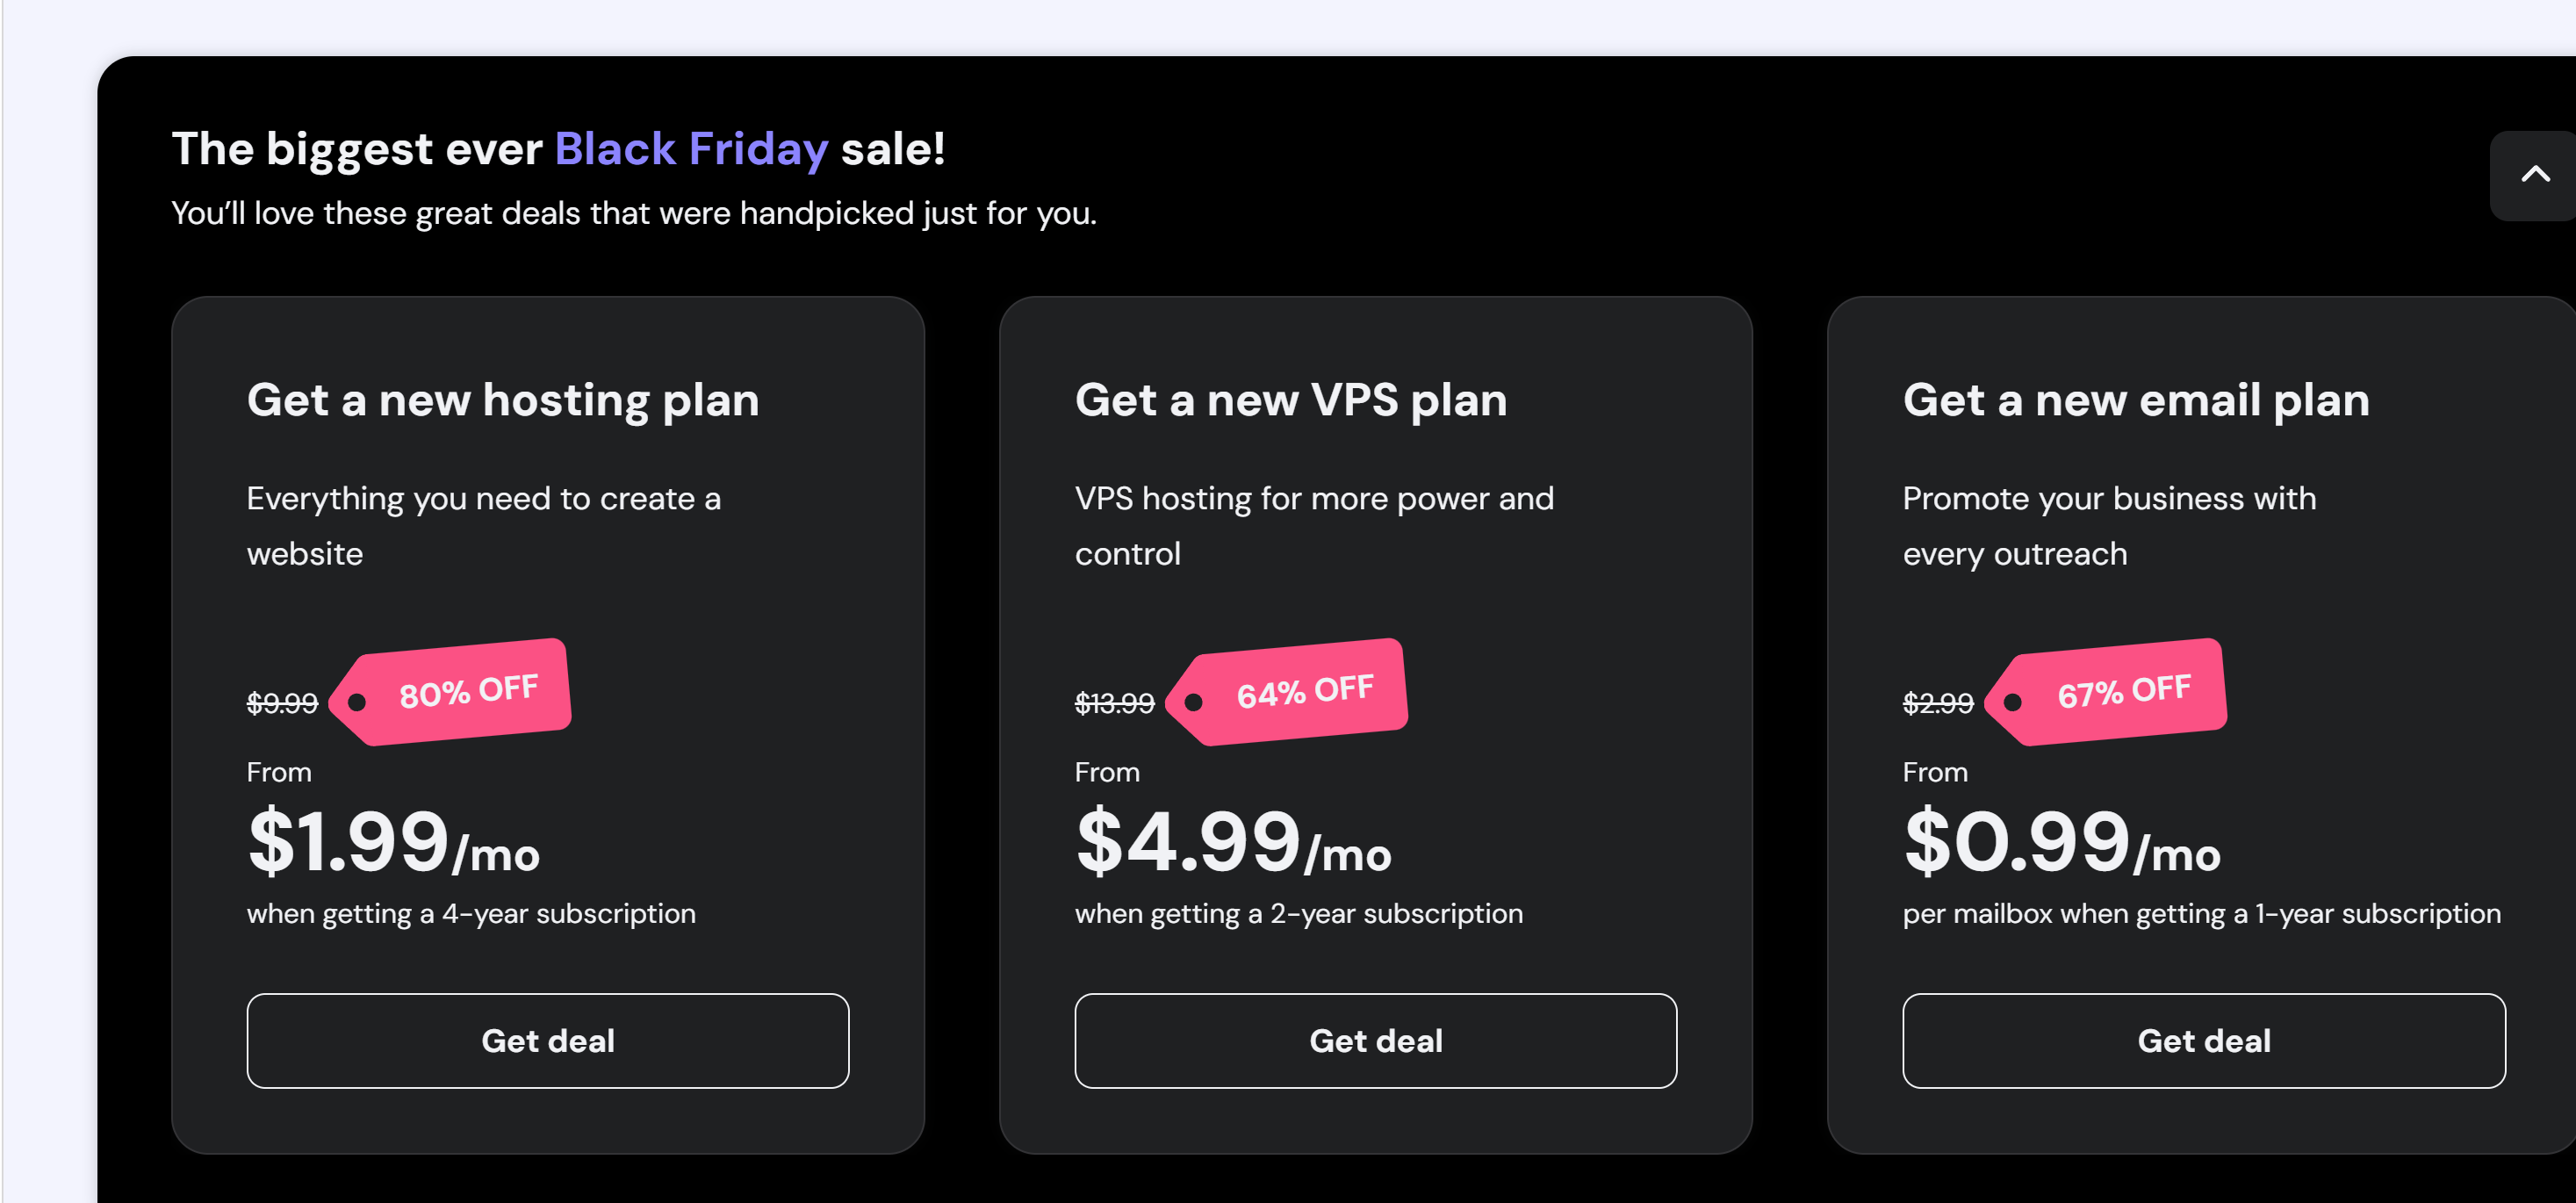 The biggest ever Black Friday sale!
You’ll love these great deals that were handpicked just for you.
Get a new hosting plan
Everything you need to create a
website
$9.99 80% OFF
From
$1.99/mo
when getting a 4-year subscription
Get deal
Get a new VPS plan
VPS hosting for more power and
control
$13.99 64% OFF
From
$4.99/mo
when getting a 2-year subscription
Get deal
Get a new email plan
Promote your business with
every outreach
$2.99 67% OFF
From
$0.99/mo
per mailbox when getting a 1-year subscription
Get deal